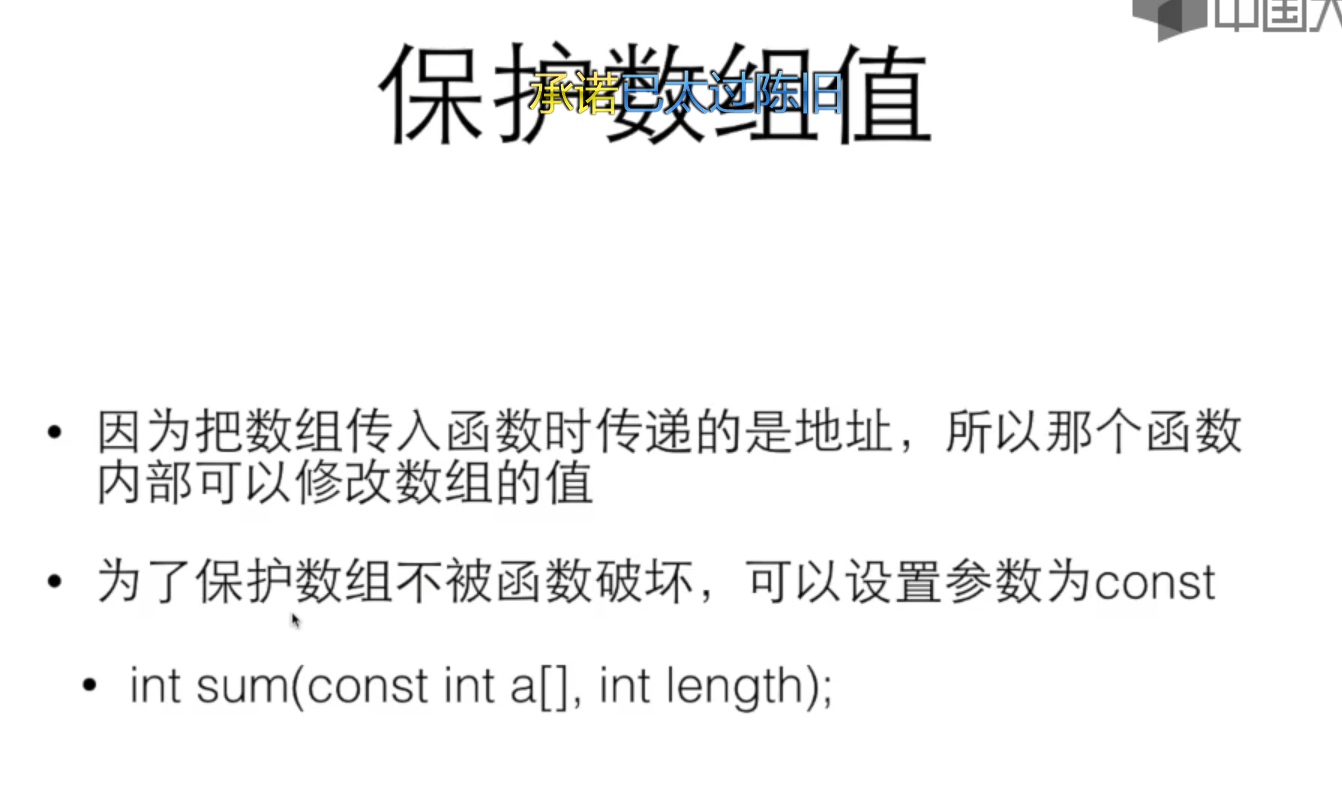 中国大
保护数组值
承诺已太过陈旧
• 因为把数组传入函数时传递的是地址，所以那个函数
内部可以修改数组的值
• 为了保护数组不被函数破坏，可以设置参数为const
• int sum(const int a[], int length);